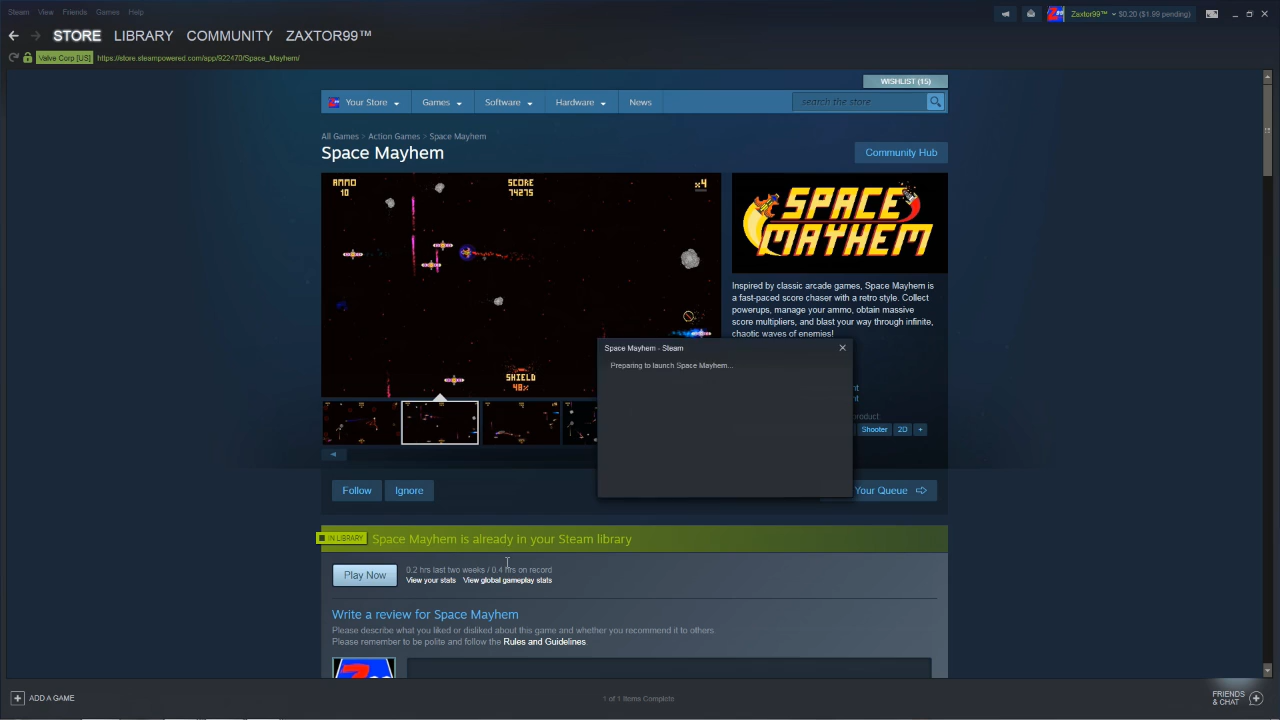 Steam View Friends Games Help
Zaxtor99™ $0.20 ($1.99 pending)
STORE LIBRARY COMMUNITY ZAXTOR99™
Valve Corp [US] https://store.steampowered.com/app/922470/Space_Mayhem/
WISHLIST (15)
Your Store Games Software Hardware News search the store
All Games > Action Games > Space Mayhem
Space Mayhem
Community Hub
AMMO
10
SCORE
74275
x4
SHIELD
48%
SPACE
MAYHEM
Inspired by classic arcade games, Space Mayhem is
a fast-paced score chaser with a retro style. Collect
powerups, manage your ammo, obtain massive
score multipliers, and blast your way through infinite,
chaotic waves of enemies!
Space Mayhem - Steam
Preparing to launch Space Mayhem...
Shooter 2D +
Follow Ignore
Your Queue
IN LIBRARY Space Mayhem is already in your Steam library
Play Now
0.2 hrs last two weeks / 0.4 hrs on record
View your stats View global gameplay stats
Write a review for Space Mayhem
Please describe what you liked or disliked about this game and whether you recommend it to others.
Please remember to be polite and follow the Rules and Guidelines.
ADD A GAME
1 of 1 Items Complete
FRIENDS
& CHAT